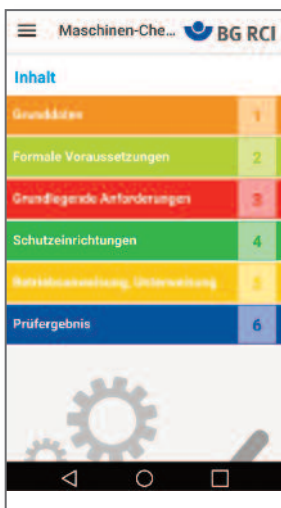 Maschinen-Che... BG RCI
Inhalt
Grunddaten 1
Formale Voraussetzungen 2
Grundlegende Anforderungen 3
Schutzeinrichtungen 4
Betriebsanweisung, Unterweisung 5
Prüfergebnis 6